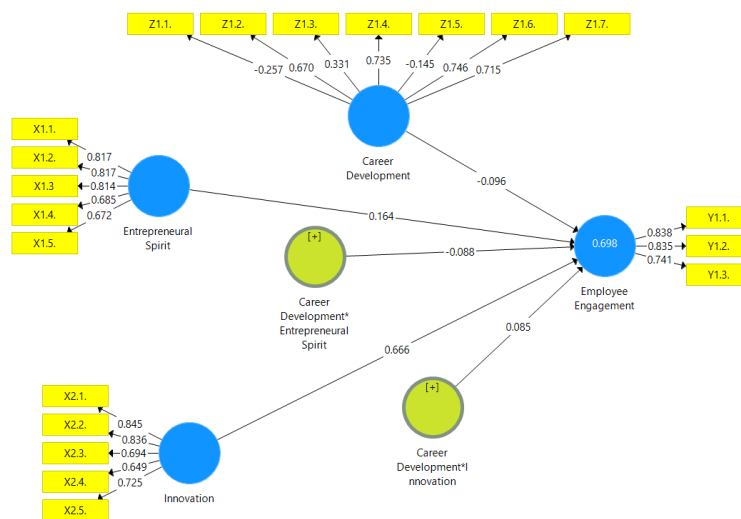 Z1.1.
Z1.2.
Z1.3.
Z1.4.
Z1.5.
Z1.6.
Z1.7.
-0.257
0.670
0.331
0.735
-0.145
0.746
0.715
Career
Development
X1.1.
X1.2.
X1.3
X1.4.
X1.5.
0.817
0.817
0.814
0.685
0.672
Entrepreneural
Spirit
-0.096
0.164
[+]
-0.088
Career
Development*
Entrepreneural
Spirit
0.698
Employee
Engagement
0.838
0.835
0.741
Y1.1.
Y1.2.
Y1.3.
0.666
0.085
[+]
Career
Development*I
nnovation
X2.1.
X2.2.
X2.3.
X2.4.
X2.5.
0.845
0.836
0.694
0.649
0.725
Innovation